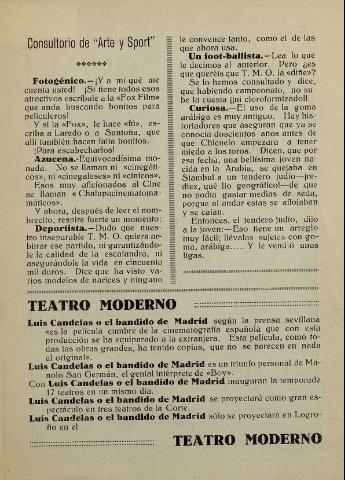 Consultorio de "Arte y Sport"
Fotogénico.—¡Y a mí qué me
cuenta usted! ¡Si tiene todos esos
atractivos escríbale a la «Fox Film»
que anda buscando bonitos para
peliculeros!
Y si la «Fox», le hace «fú», es-
criba a Laredo o a Santoña, que
allí también hacen falta bonitos.
¡Para escabecharlos!
Azucena.—Equivocadísima mo-
nada. No se llaman ni «cinegéti-
cos», ni «cinegaleses» ni «cinericos».
Esos muy aficionados al Cine
se llaman «Chalupacinematoma-
máticos».
Y ahora, después de leer el nom-
brecito, respire fuerte un momento:
Deportista.—Dudo que nues-
tro inseparable T. M. O. quiera ar-
bitrar ese partido, ni garantizándo-
le la calidad de la escalandra, ni
asegurándole la vida en cincuenta
mil duros. Dice que ha visto va-
rios modelos de narices y ninguno
le convence tanto, como el de las
que ahora usa.
Un foot-ballista.—Lea lo que
le decimos al anterior. Pero ¿es
que queréis que T. M. O. la «diñe»?
Se lo hemos consultado y dice,
que habiendo campeonato, no su-
be la cuesta ¡¡ni cloroformizado!!
Curiosa.—El uso de la goma
arábiga es muy antiguo. Hay his-
toriadores que aseguran que ya se
conocía doscientos años antes de
que Chicuelo empezara a tener
miedo a los toros. Dicen, que por
esa fecha, una bellísima joven na-
cida en la Arabia, se quejaba en
Stambul a un tendero judío—pre-
diez, qué lío geográfico!—de que
no podía gastar medias de seda,
porque al andar estas se aflojaban
y se caían.
Entonces, el tendero judío, dijo
a la joven:—Eso tiene un arreglo
muy fácil; llévalas sujetes con go-
ma, arábiga..... Y le vendió unas
ligas.
TEATRO MODERNO
Luis Candelas o el bandido de Madrid según la prensa sevillana
«es la película cumbre de la cinematografía española que con esta
producción se ha equiparado a la extranjera. Esta película, como to-
das las obras grandes, ha tenido copias, que no se parecen en nada
al original».
Luis Candelas o el bandido de Madrid es un triunfo personal de Ma-
nolo San Germán, el genial intérprete de «Boy».
Con Luis Candelas o el bandido de Madrid inauguran la temporada
17 teatros en un mismo día.
Luis Candelas o el bandido de Madrid se proyectará como gran es-
pectáculo en tres teatros de la Corte.
Luis Candelas o el bandido de Madrid sólo se proyectará en Logro-
ño en el
TEATRO MODERNO